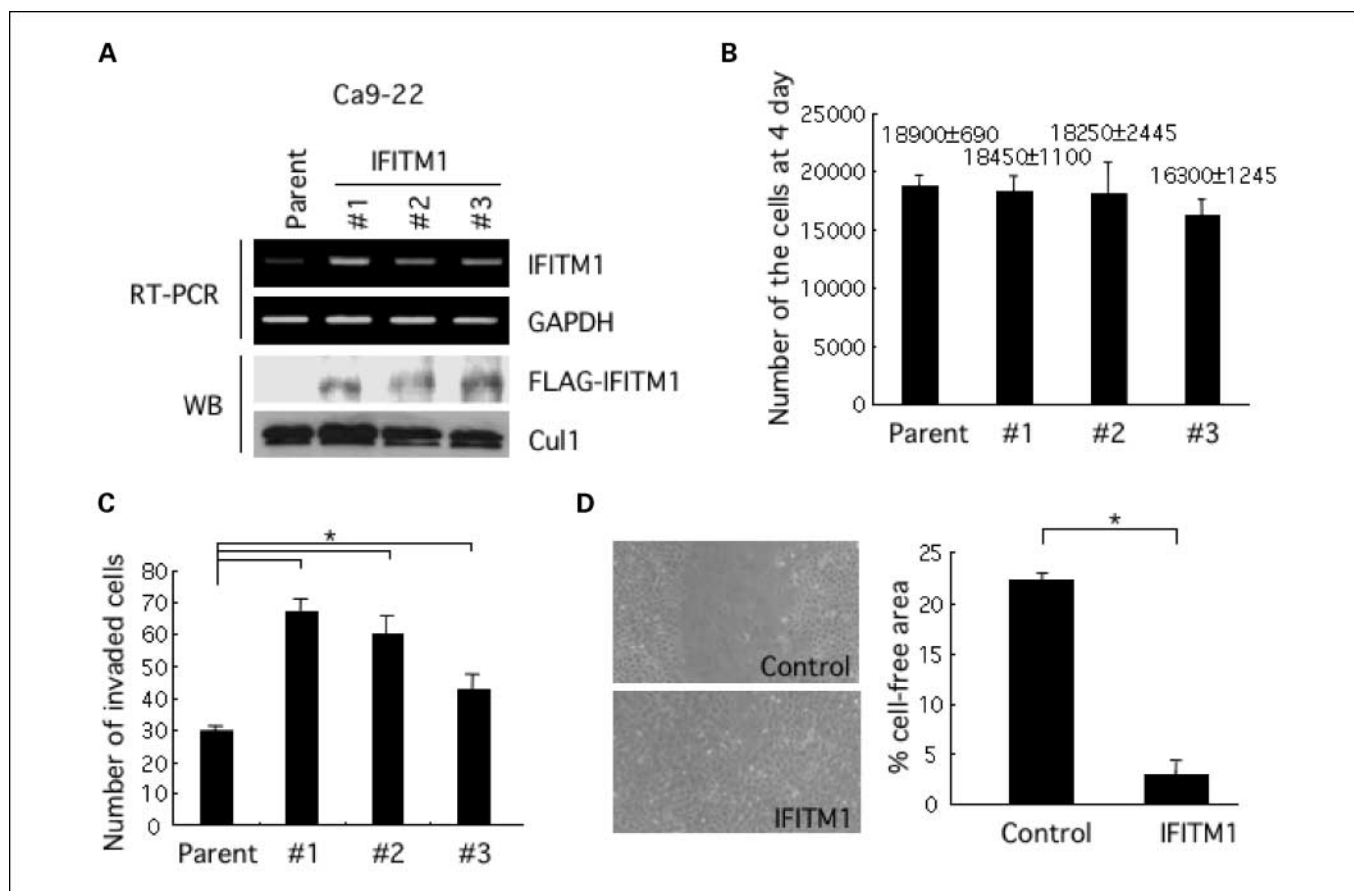 A
Ca9-22
IFITM1
Parent
#1
#2
#3
RT-PCR
IFITM1
GAPDH
WB
FLAG-IFITM1
Cul1
B
Number of the cells at 4 day
25000
20000
15000
10000
5000
0
18900±690
18450±1100
18250±2445
16300±1245
Parent #1 #2 #3
C
*
Number of invaded cells
80
70
60
50
40
30
20
10
0
Parent #1 #2 #3
D
Control
IFITM1
*
% cell-free area
25
20
15
10
5
0
Control IFITM1